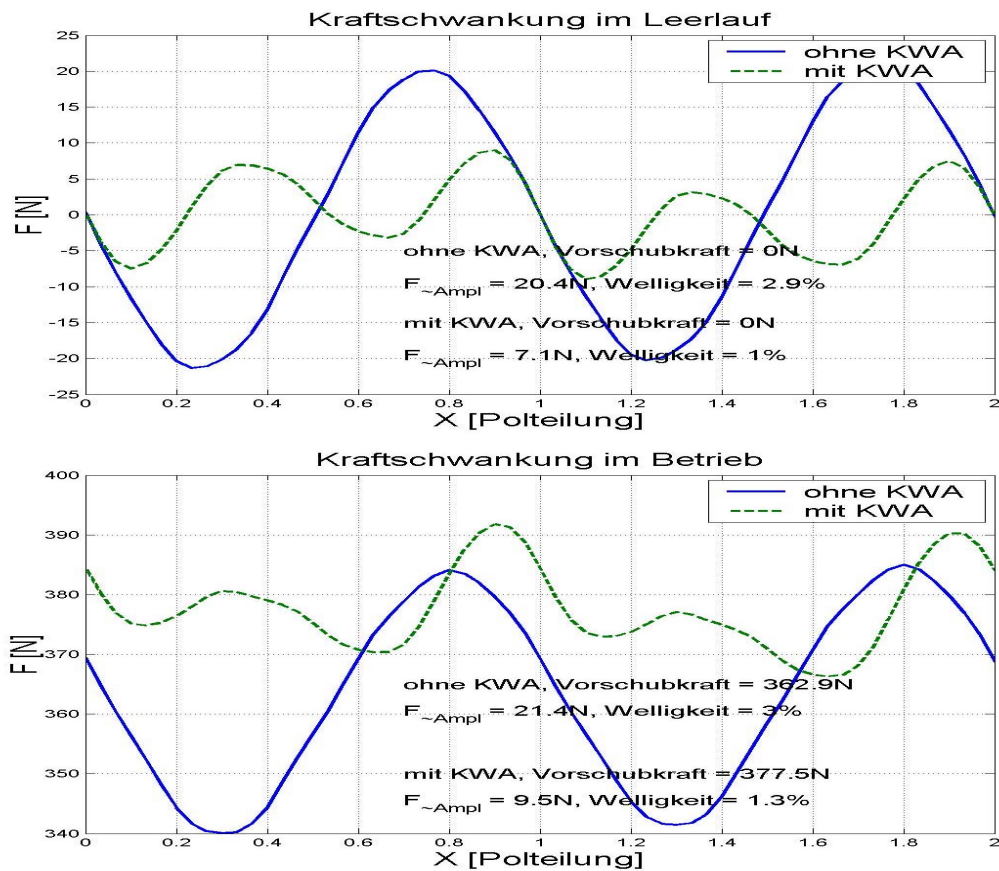 Kraftschwankung im Leerlauf
25
20
15
10
5
0
-5
-10
-15
-20
-25
F [N]
ohne KWA
mit KWA
ohne KWA, Vorschubkraft = 0N
F~Ampl = 20.4N, Welligkeit = 2.9%
mit KWA, Vorschubkraft = 0N
F~Ampl = 7.1N, Welligkeit = 1%
0 0.2 0.4 0.6 0.8 1 1.2 1.4 1.6 1.8 2
X [Polteilung]
Kraftschwankung im Betrieb
400
390
380
370
360
350
340
F [N]
ohne KWA
mit KWA
ohne KWA, Vorschubkraft = 362.9N
F~Ampl = 21.4N, Welligkeit = 3%
mit KWA, Vorschubkraft = 377.5N
F~Ampl = 9.5N, Welligkeit = 1.3%
0 0.2 0.4 0.6 0.8 1 1.2 1.4 1.6 1.8 2
X [Polteilung]